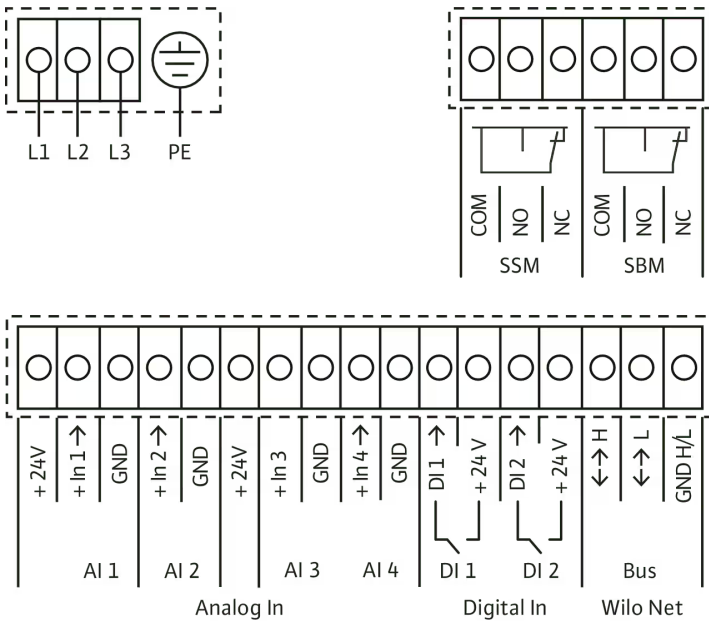 L1 L2 L3 PE
COM NO NC COM NO NC
SSM SBM
+ 24V + In 1 → GND + In 2 → GND + 24V + In 3 GND + In 4 → GND DI 1 → + 24 V DI 2 → + 24 V ↔ H ↔ L GND H/L
AI 1 AI 2 AI 3 AI 4 DI 1 DI 2 Bus
Analog In Digital In Wilo Net